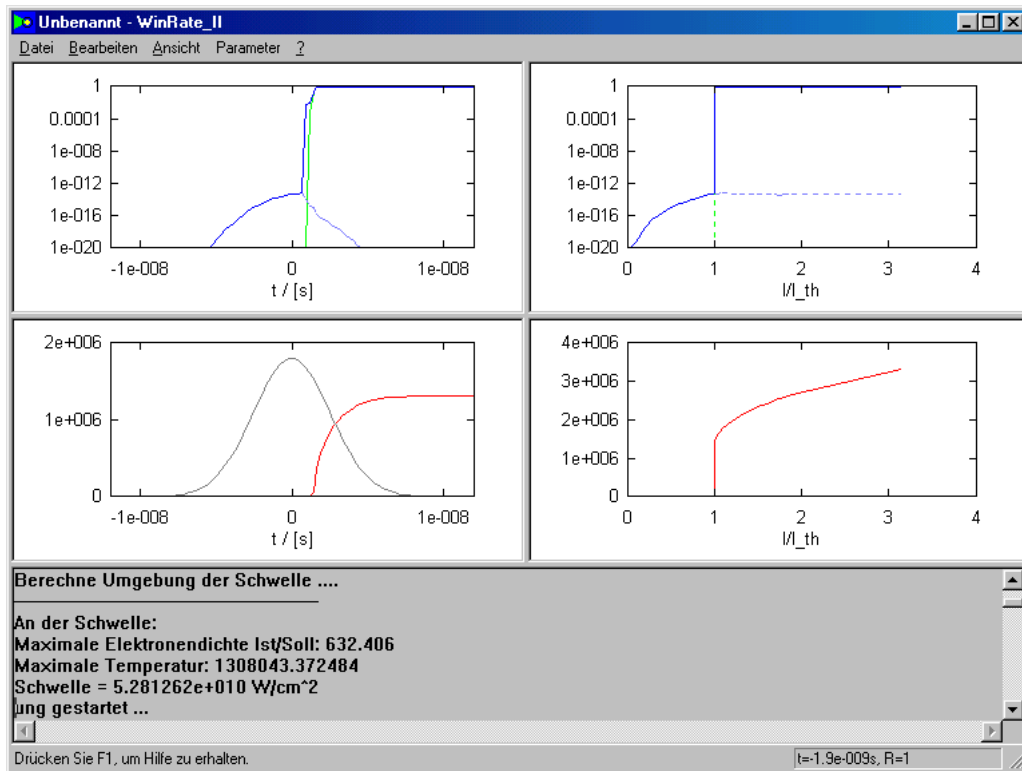 Unbenannt - WinRate_II
Datei Bearbeiten Ansicht Parameter ?
1
0.0001
1e-008
1e-012
1e-016
1e-020
-1e-008 0 1e-008
t / [s]
1
0.0001
1e-008
1e-012
1e-016
1e-020
0 1 2 3 4
I/I_th
2e+006
1e+006
0
-1e-008 0 1e-008
t / [s]
4e+006
3e+006
2e+006
1e+006
0
0 1 2 3 4
I/I_th
Berechne Umgebung der Schwelle ....
An der Schwelle:
Maximale Elektronendichte Ist/Soll: 632.406
Maximale Temperatur: 1308043.372484
Schwelle = 5.281262e+010 W/cm^2
ung gestartet ...
Drücken Sie F1, um Hilfe zu erhalten.
t=-1.9e-009s, R=1